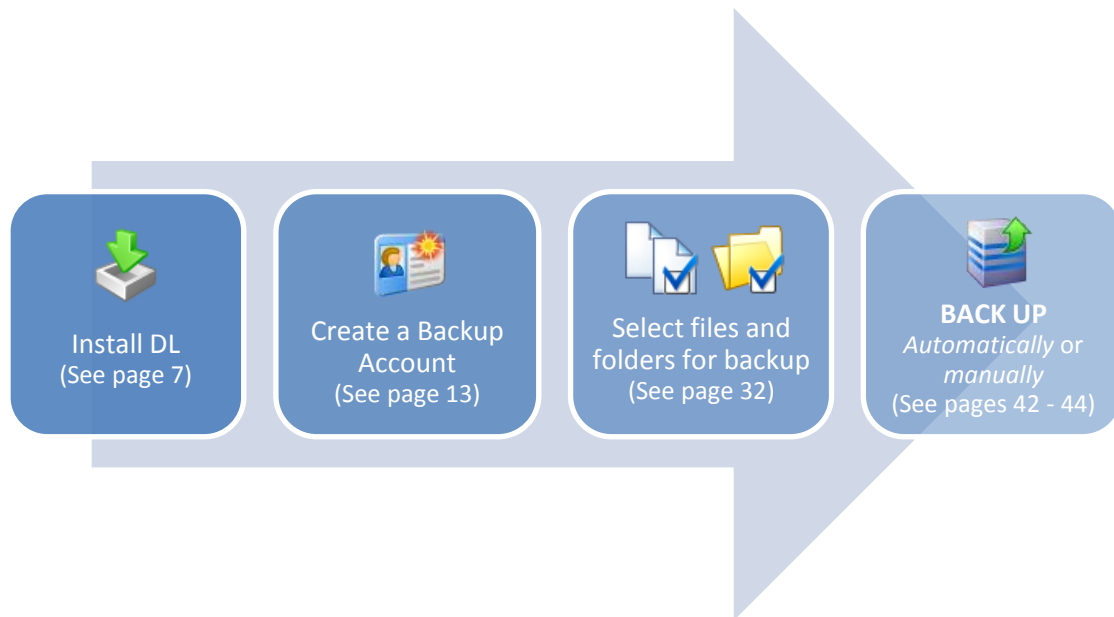 Install DL
(See page 7)
Create a Backup
Account
(See page 13)
Select files and
folders for backup
(See page 32)
BACK UP
Automatically or
manually
(See pages 42 - 44)